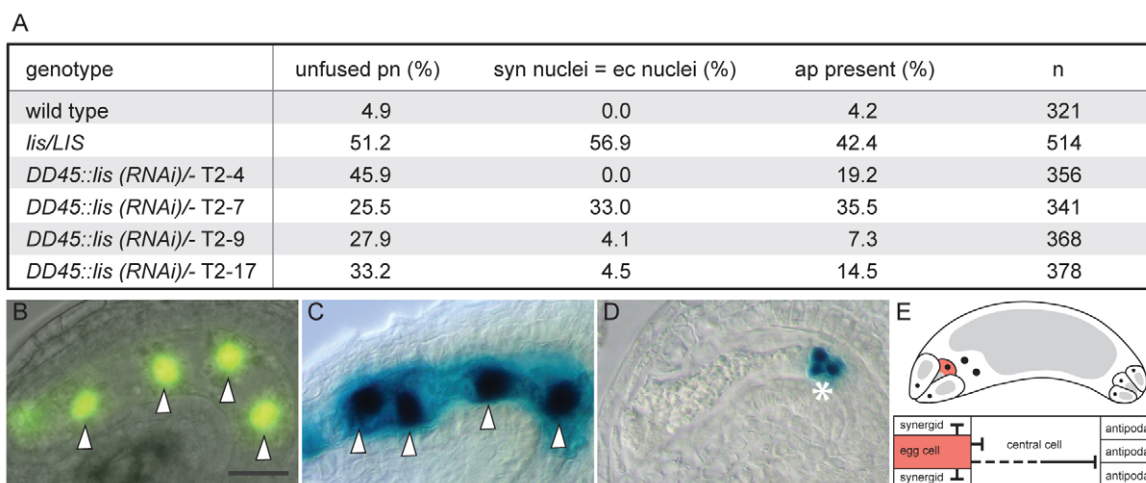 A
genotype unfused pn (%) syn nuclei = ec nuclei (%) ap present (%) n
wild type 4.9 0.0 4.2 321
lis/LIS 51.2 56.9 42.4 514
DD45::lis (RNAi)/- T2-4 45.9 0.0 19.2 356
DD45::lis (RNAi)/- T2-7 25.5 33.0 35.5 341
DD45::lis (RNAi)/- T2-9 27.9 4.1 7.3 368
DD45::lis (RNAi)/- T2-17 33.2 4.5 14.5 378
B C D E
*
synergid antipoda
egg cell central cell antipoda
synergid antipoda